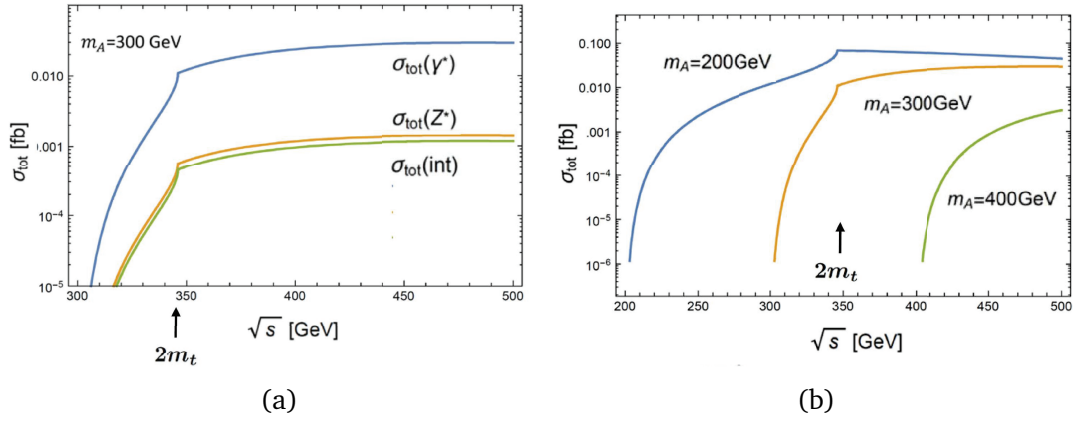 m_A=300 GeV
σ_tot(γ*)
σ_tot(Z*)
σ_tot(int)
σ_tot [fb]
0.010
0.001
10⁻⁴
10⁻⁵
300 350 400 450 500
√s [GeV]
2m_t
(a)
m_A=200GeV
m_A=300GeV
m_A=400GeV
σ_tot [fb]
0.100
0.010
.001
10⁻⁴
10⁻⁵
10⁻⁶
200 250 300 350 400 450 500
2m_t
√s [GeV]
(b)